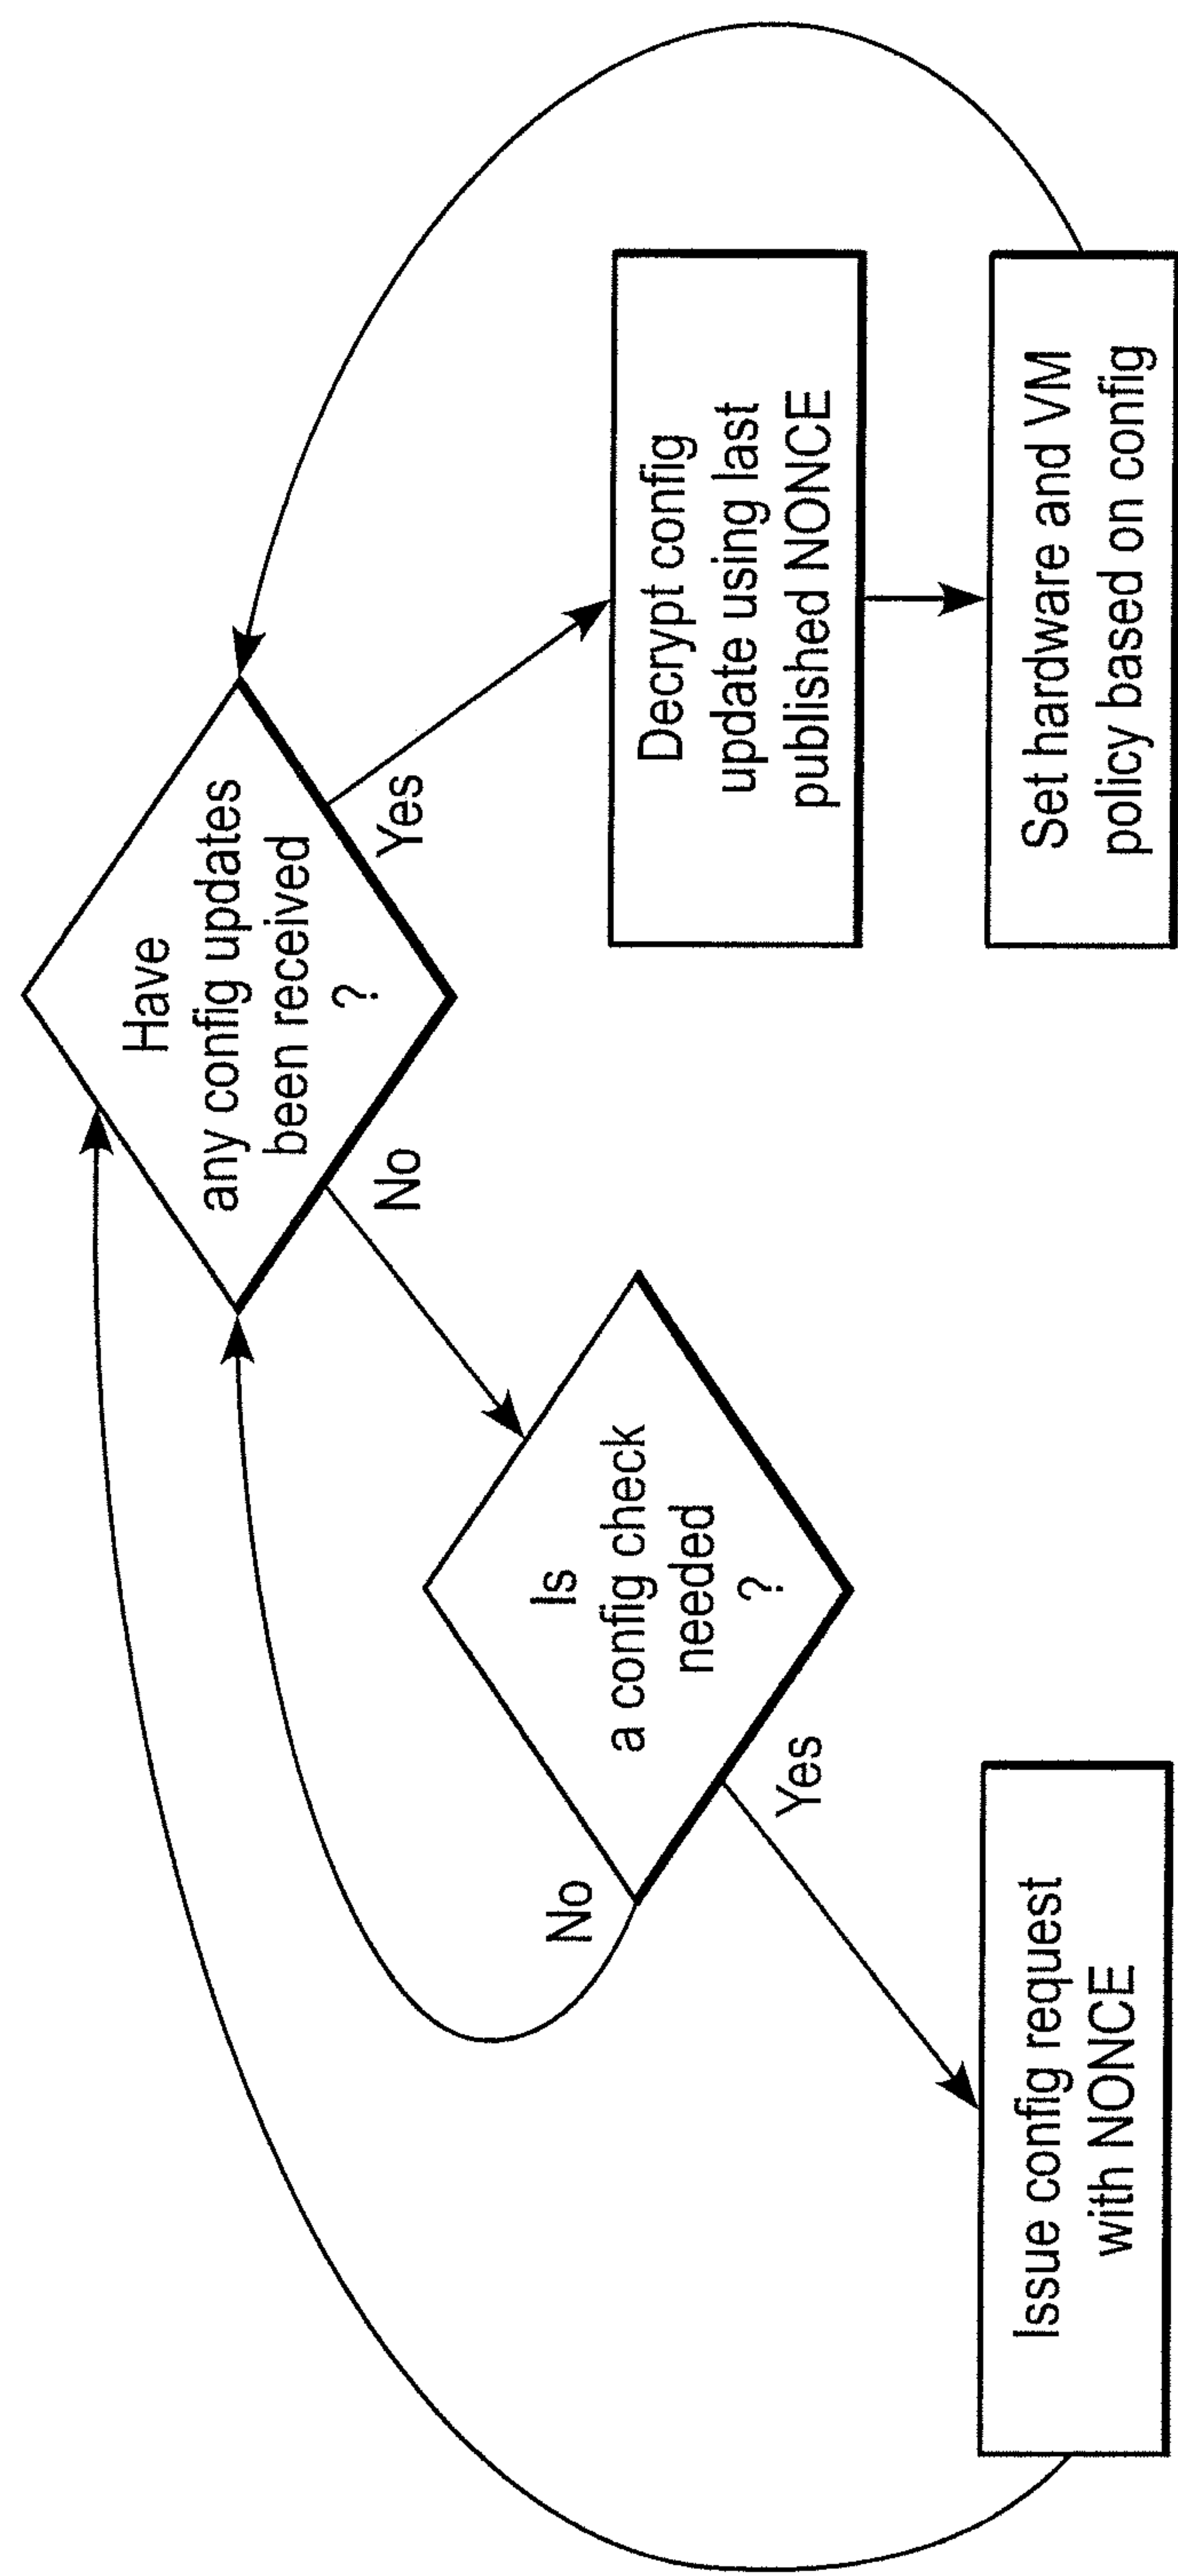 Have
any config updates
been received
?
No
Yes
Is
a config check
needed
?
No
Yes
Decrypt config
update using last
published NONCE
Issue config request
with NONCE
Set hardware and VM
policy based on config